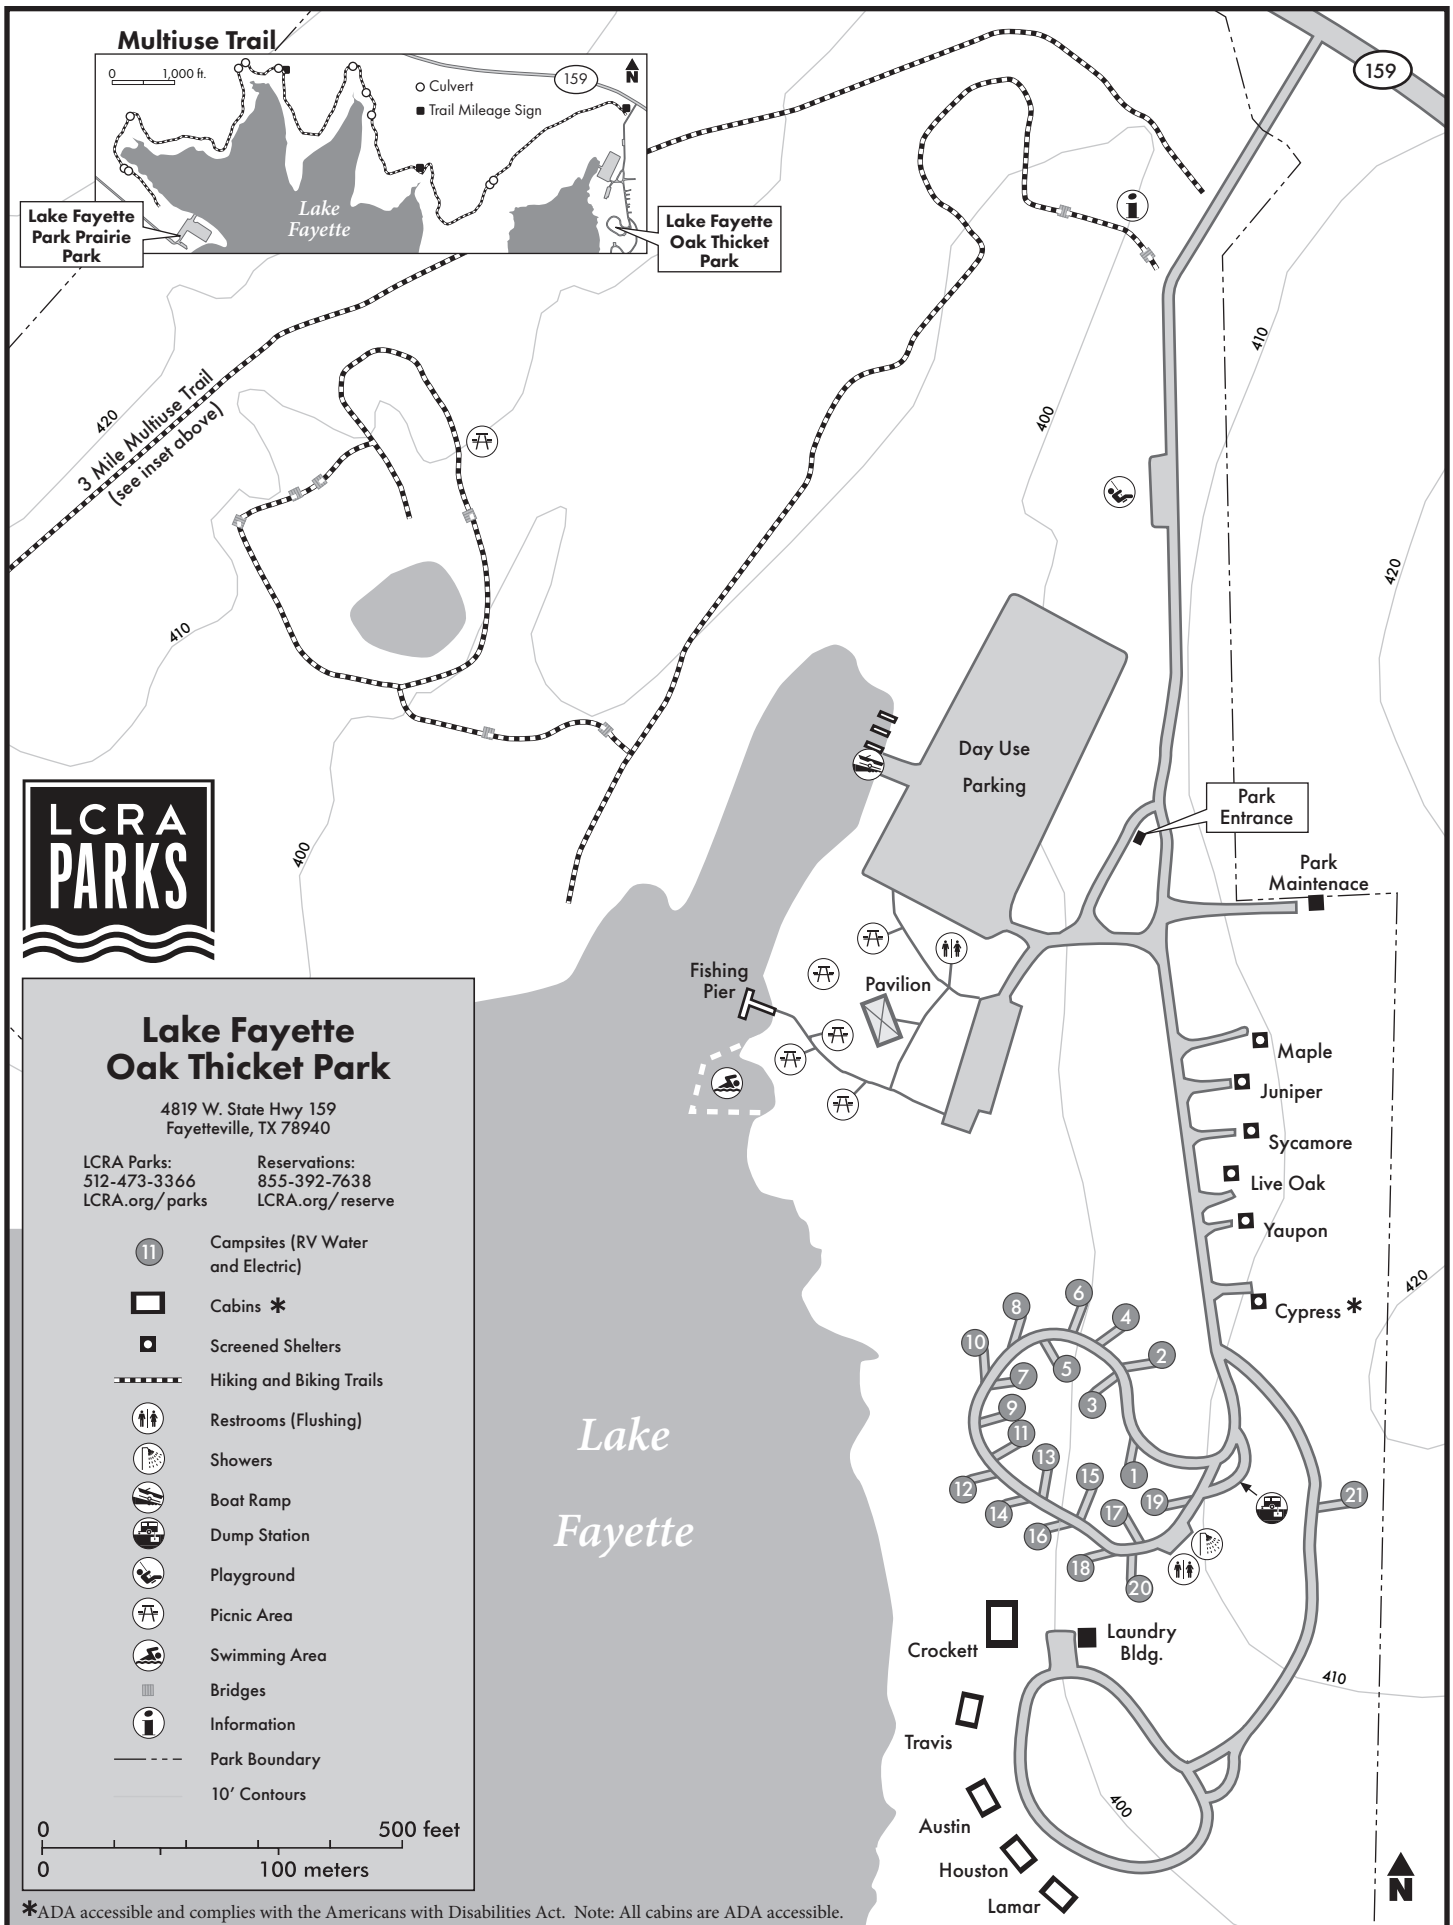 Multiuse Trail
0 1,000 ft.
Culvert
Trail Mileage Sign
159
N
Lake
Fayette
Lake Fayette
Park Prairie
Park
Lake Fayette
Oak Thicket
Park
159
420
3 Mile Multiuse Trail
(see inset above)
410
400
410
400
420
Day Use
Parking
Park
Entrance
Park
Maintenace
LCRA
PARKS
Fishing
Pier
Pavilion
Maple
Juniper
Sycamore
Live Oak
Yaupon
Cypress *
420
Lake Fayette
Oak Thicket Park
4819 W. State Hwy 159
Fayetteville, TX 78940
LCRA Parks:
512-473-3366
LCRA.org/parks
Reservations:
855-392-7638
LCRA.org/reserve
11
Campsites (RV Water
and Electric)
Cabins *
Screened Shelters
Hiking and Biking Trails
Restrooms (Flushing)
Showers
Boat Ramp
Dump Station
Playground
Picnic Area
Swimming Area
Bridges
Information
Park Boundary
10' Contours
0 500 feet
0 100 meters
Lake
Fayette
6
8
4
10
2
5
7
3
9
11
13
15
1
12
19
21
14
17
16
18
20
Crockett
Laundry
Bldg.
410
Travis
400
Austin
Houston
Lamar
N
*ADA accessible and complies with the Americans with Disabilities Act. Note: All cabins are ADA accessible.